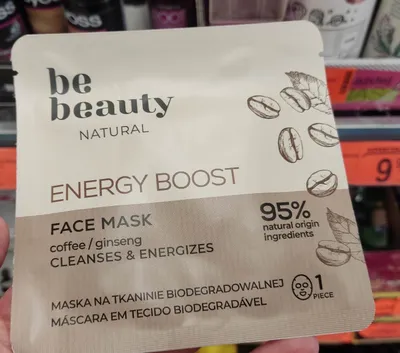 be
beauty
NATURAL
ENERGY BOOST
FACE MASK
coffee / ginseng
CLEANSES & ENERGIZES
95%
natural origin
ingredients
MASKA NA TKANINIE BIODEGRADOWALNEJ
MÁSCARA EM TECIDO BIODEGRADÁVEL
1
PIECE
9